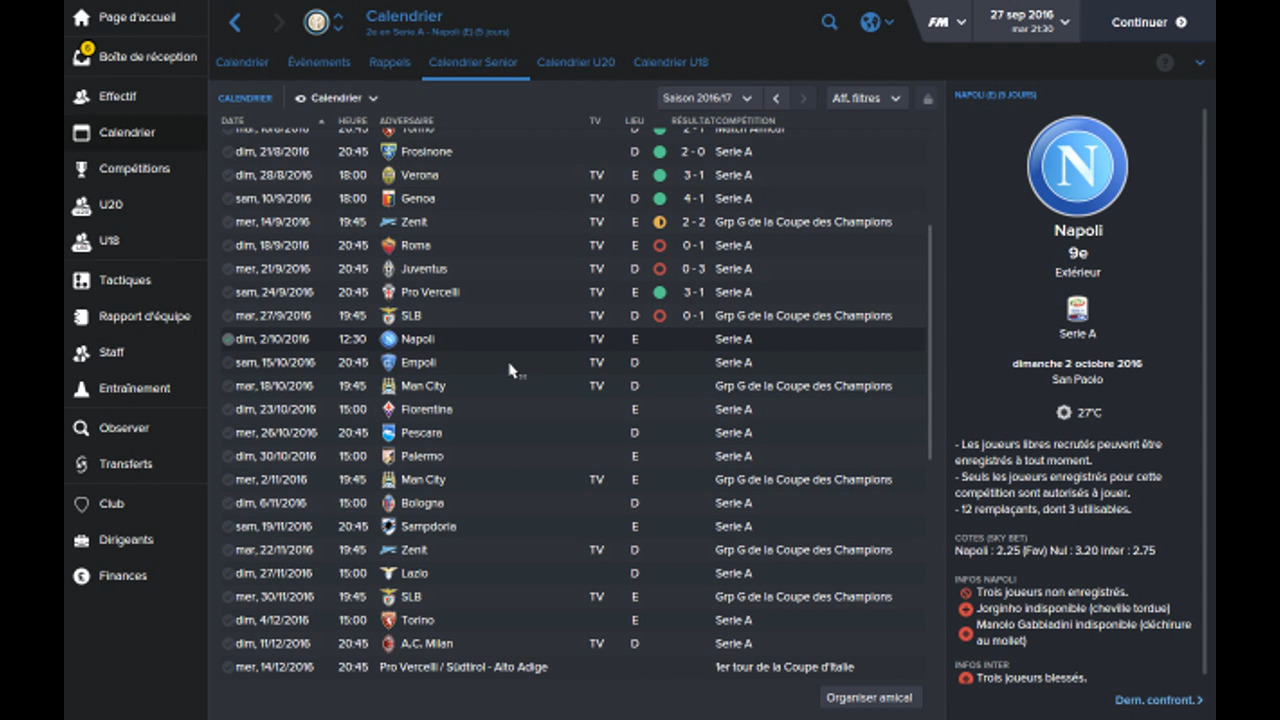 Page d'accueil
6
Boîte de réception
Effectif
Calendrier
Compétitions
U20
U18
Tactiques
Rapport d'équipe
Staff
Entraînement
Observer
Transferts
Club
Dirigeants
Finances
Calendrier
2e en Serie A - Napoli (E) (5 jours)
FM
27 sep 2016
mar 21:30
Continuer
Calendrier Événements Rappels Calendrier Senior Calendrier U20 Calendrier U18
CALENDRIER Calendrier Saison 2016/17 Aff. filtres
DATE HEURE ADVERSAIRE TV LIEU RÉSULTAT COMPÉTITION
mar, 16/8/2016 20:45 Torino D 2 - 1 Match Amical
dim, 21/8/2016 20:45 Frosinone D 2 - 0 Serie A
dim, 28/8/2016 18:00 Verona TV E 3 - 1 Serie A
sam, 10/9/2016 18:00 Genoa TV D 4 - 1 Serie A
mer, 14/9/2016 19:45 Zenit TV E 2 - 2 Grp G de la Coupe des Champions
dim, 18/9/2016 20:45 Roma TV E 0 - 1 Serie A
mer, 21/9/2016 20:45 Juventus TV D 0 - 3 Serie A
sam, 24/9/2016 20:45 Pro Vercelli TV E 3 - 1 Serie A
mar, 27/9/2016 19:45 SLB TV D 0 - 1 Grp G de la Coupe des Champions
dim, 2/10/2016 12:30 Napoli TV E Serie A
sam, 15/10/2016 20:45 Empoli TV D Serie A
mar, 18/10/2016 19:45 Man City TV D Grp G de la Coupe des Champions
dim, 23/10/2016 15:00 Fiorentina E Serie A
mer, 26/10/2016 20:45 Pescara D Serie A
dim, 30/10/2016 15:00 Palermo E Serie A
mer, 2/11/2016 19:45 Man City TV E Grp G de la Coupe des Champions
dim, 6/11/2016 15:00 Bologna D Serie A
sam, 19/11/2016 20:45 Sampdoria E Serie A
mar, 22/11/2016 19:45 Zenit TV D Grp G de la Coupe des Champions
dim, 27/11/2016 15:00 Lazio D Serie A
mer, 30/11/2016 19:45 SLB TV E Grp G de la Coupe des Champions
dim, 4/12/2016 15:00 Torino E Serie A
dim, 11/12/2016 20:45 A.C. Milan TV D Serie A
mer, 14/12/2016 20:45 Pro Vercelli / Südtirol - Alto Adige 1er tour de la Coupe d'Italie
Organiser amical
NAPOLI (E) (5 JOURS)
N
Napoli
9e
Extérieur
Serie A
dimanche 2 octobre 2016
San Paolo
27°C
- Les joueurs libres recrutés peuvent être
enregistrés à tout moment.
- Seuls les joueurs enregistrés pour cette
compétition sont autorisés à jouer.
- 12 remplaçants, dont 3 utilisables.
COTES (SKY BET)
Napoli : 2.25 (Fav) Nul : 3.20 Inter : 2.75
INFOS NAPOLI
Trois joueurs non enregistrés.
Jorginho indisponible (cheville tordue)
Manolo Gabbiadini indisponible (déchirure
au mollet)
INFOS INTER
Trois joueurs blessés.
Dern. confront. >